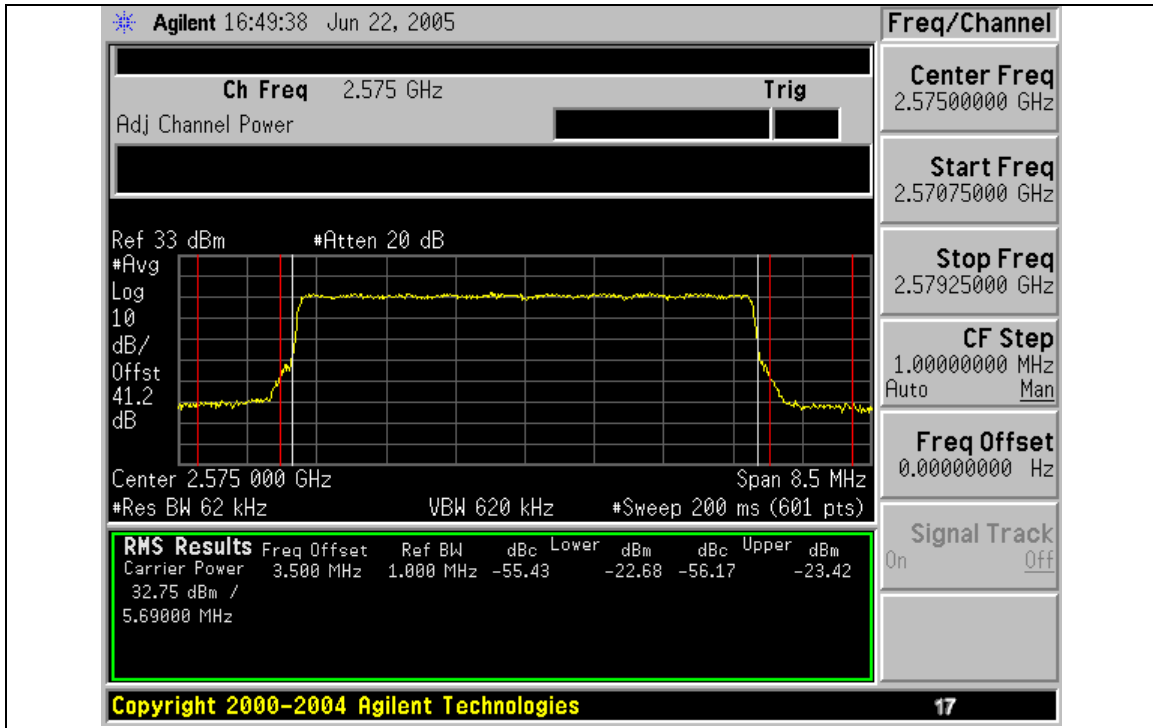 Agilent 16:49:38 Jun 22, 2005
Freq/Channel
Ch Freq 2.575 GHz Trig
Adj Channel Power
Center Freq
2.57500000 GHz
Start Freq
2.57075000 GHz
Stop Freq
2.57925000 GHz
CF Step
1.00000000 MHz
Auto Man
Freq Offset
0.00000000 Hz
Signal Track
On Off
Ref 33 dBm #Atten 20 dB
#Avg
Log
10
dB/
Offst
41.2
dB
Center 2.575 000 GHz Span 8.5 MHz
#Res BW 62 kHz VBW 620 kHz #Sweep 200 ms (601 pts)
RMS Results Freq Offset Ref BW dBc Lower dBm dBc Upper dBm
Carrier Power 3.500 MHz 1.000 MHz -55.43 -22.68 -56.17 -23.42
32.75 dBm /
5.69000 MHz
Copyright 2000-2004 Agilent Technologies 17